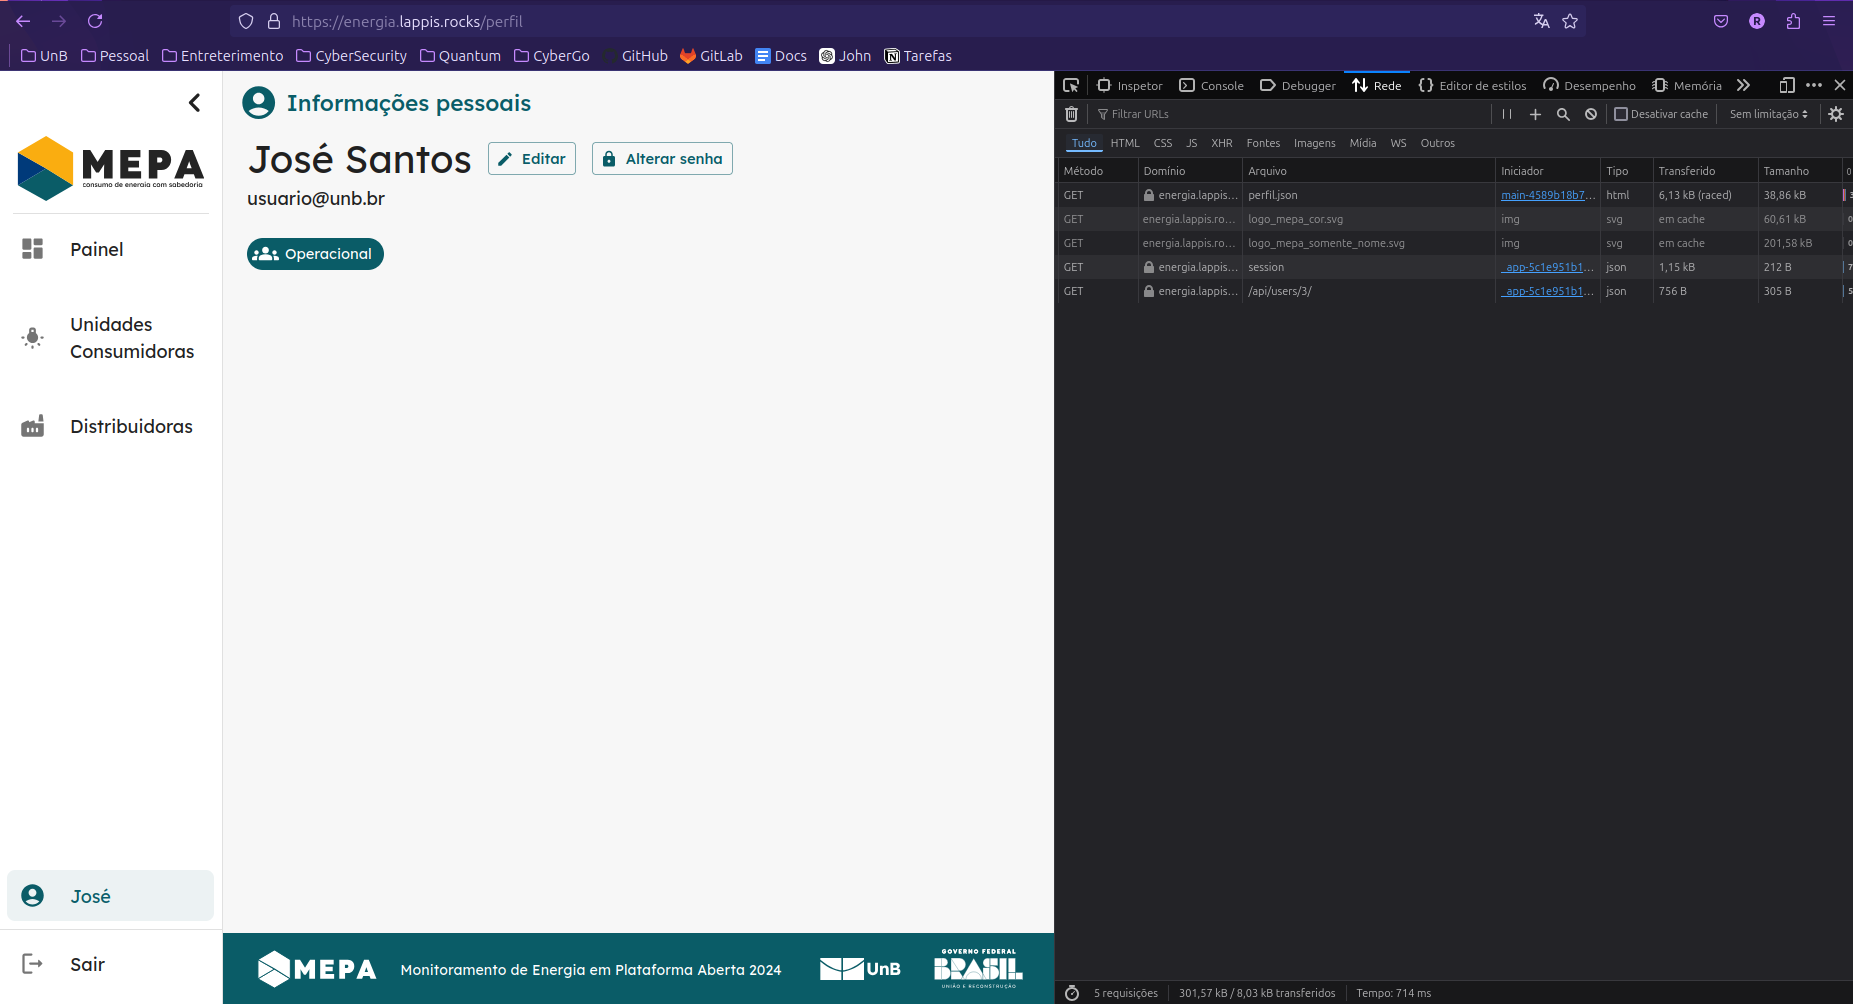 https://energia.lappis.rocks/perfil
UnB Pessoal Entreterimento CyberSecurity Quantum CyberGo GitHub GitLab Docs John Tarefas
MEPA
consumo de energia com sabedoria
Painel
Unidades
Consumidoras
Distribuidoras
José
Sair
Informações pessoais
José Santos Editar Alterar senha
usuario@unb.br
Operacional
MEPA Monitoramento de Energia em Plataforma Aberta 2024 UnB
GOVERNO FEDERAL
BRASIL
UNIÃO E RECONSTRUÇÃO
Inspetor Console Debugger Rede Editor de estilos Desempenho Memória
Filtrar URLs Desativar cache Sem limitação
Tudo HTML CSS JS XHR Fontes Imagens Mídia WS Outros
Método Domínio Arquivo Iniciador Tipo Transferido Tamanho 0
GET energia.lappis... perfil.json main-4589b18b7... html 6,13 kB (raced) 38,86 kB 3
GET energia.lappis.ro... logo_mepa_cor.svg img svg em cache 60,61 kB 0
GET energia.lappis.ro... logo_mepa_somente_nome.svg img svg em cache 201,58 kB 0
GET energia.lappis... session _app-5c1e951b1... json 1,15 kB 212 B 7
GET energia.lappis... /api/users/3/ _app-5c1e951b1... json 756 B 305 B 5
5 requisições 301,57 kB / 8,03 kB transferidos Tempo: 714 ms